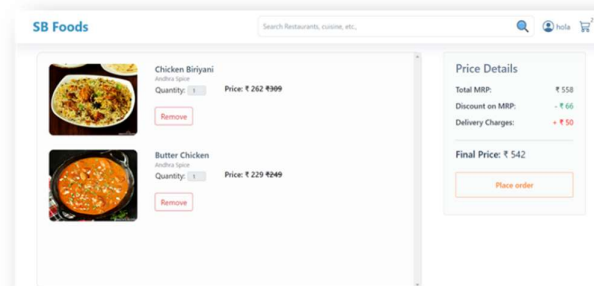 SB Foods
Search Restaurants, cuisine, etc.,
hola
2
Chicken Biriyani
Andhra Spice
Quantity: 1 Price: ₹ 262 ₹309
Remove
Butter Chicken
Andhra Spice
Quantity: 1 Price: ₹ 229 ₹249
Remove
Price Details
Total MRP: ₹ 558
Discount on MRP: - ₹ 66
Delivery Charges: + ₹ 50
Final Price: ₹ 542
Place order